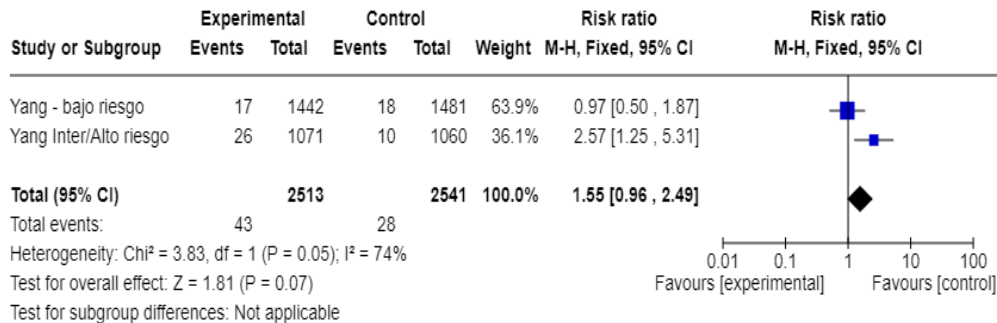 Experimental Control Risk ratio Risk ratio
Study or Subgroup Events Total Events Total Weight M-H, Fixed, 95% CI M-H, Fixed, 95% CI
Yang - bajo riesgo 17 1442 18 1481 63.9% 0.97 [0.50 , 1.87]
Yang Inter/Alto riesgo 26 1071 10 1060 36.1% 2.57 [1.25 , 5.31]
Total (95% CI) 2513 2541 100.0% 1.55 [0.96 , 2.49]
Total events: 43 28
Heterogeneity: Chi² = 3.83, df = 1 (P = 0.05); I² = 74%
Test for overall effect: Z = 1.81 (P = 0.07)
Test for subgroup differences: Not applicable
0.01 0.1 1 10 100
Favours [experimental] Favours [control]